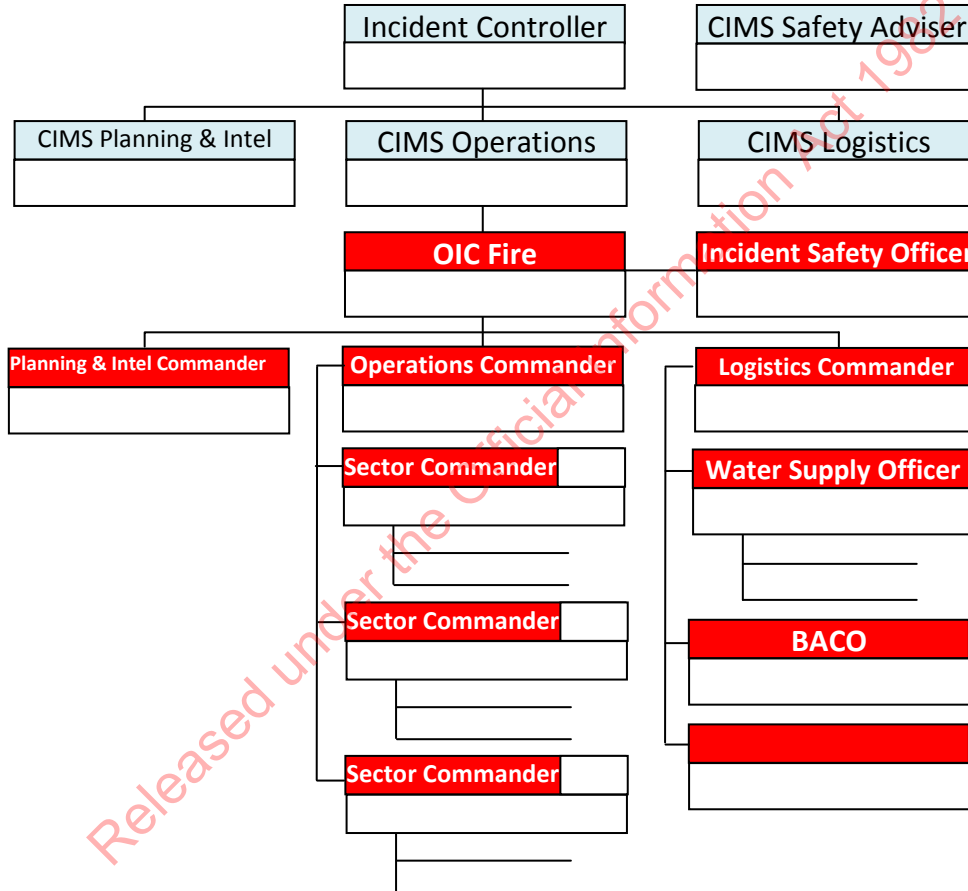 Incident Controller
CIMS Safety Adviser
CIMS Planning & Intel
CIMS Operations
CIMS Logistics
OIC Fire
Incident Safety Officer
Planning & Intel Commander
Operations Commander
Logistics Commander
Sector Commander
Water Supply Officer
Sector Commander
BACO
Sector Commander
Released under the Official Information Act 1982